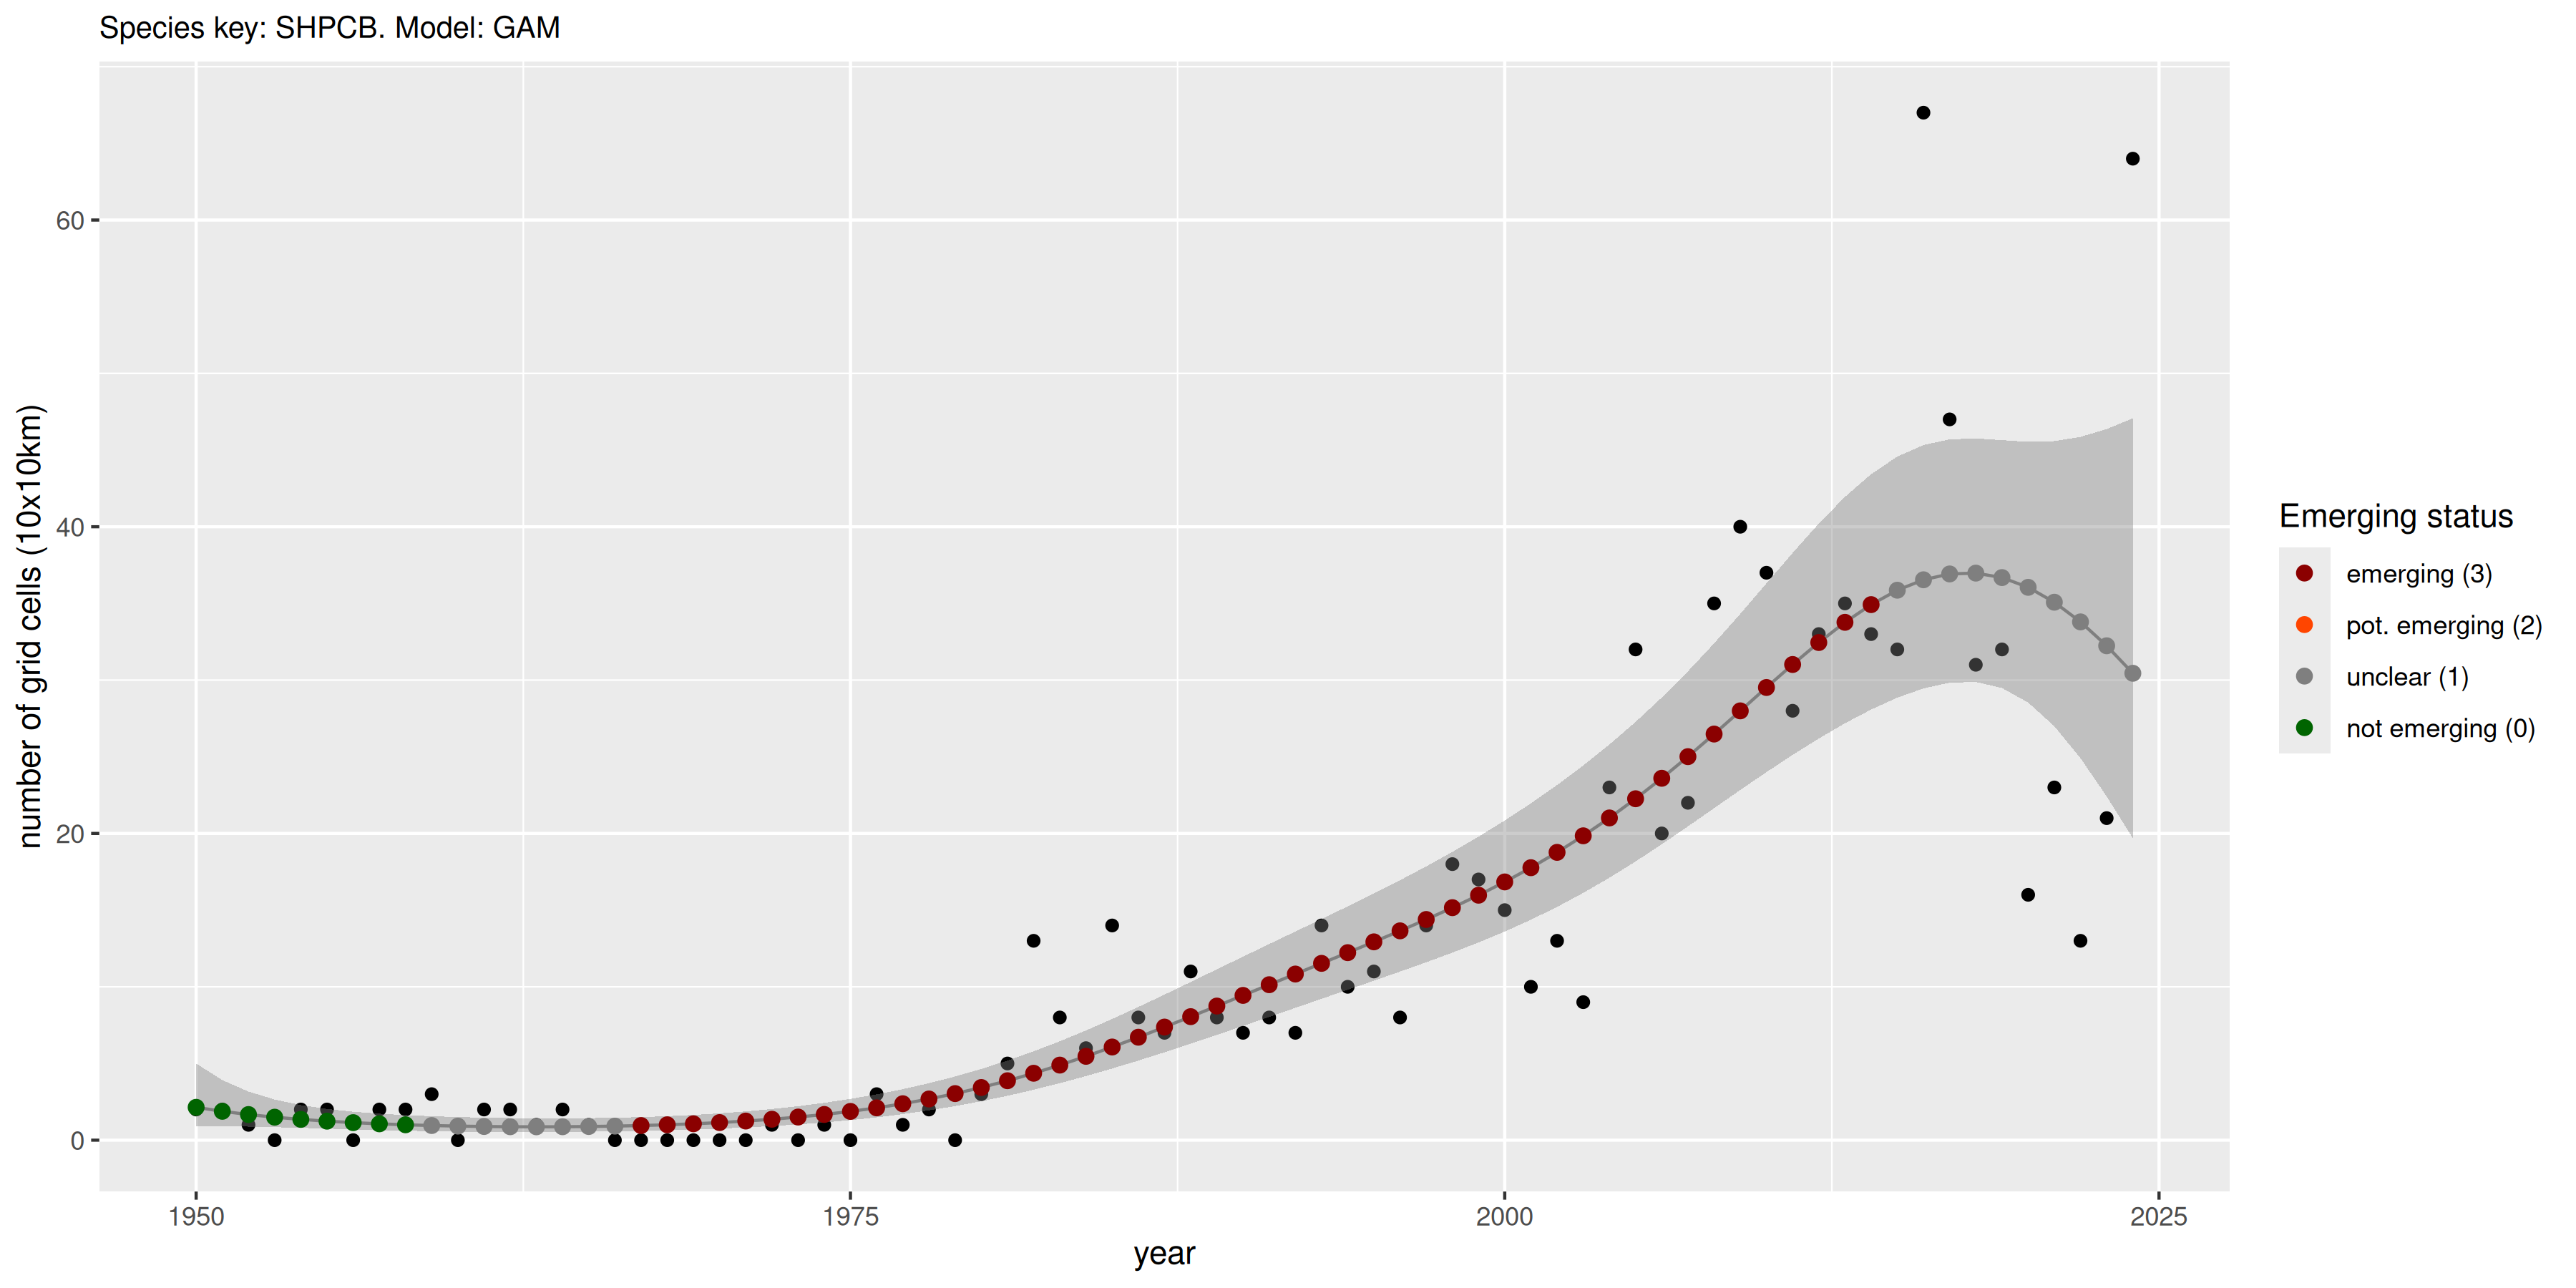 Species key: SHPCB. Model: GAM
number of grid cells (10x10km)
60
40
20
0
1950
1975
2000
2025
year
Emerging status
emerging (3)
pot. emerging (2)
unclear (1)
not emerging (0)